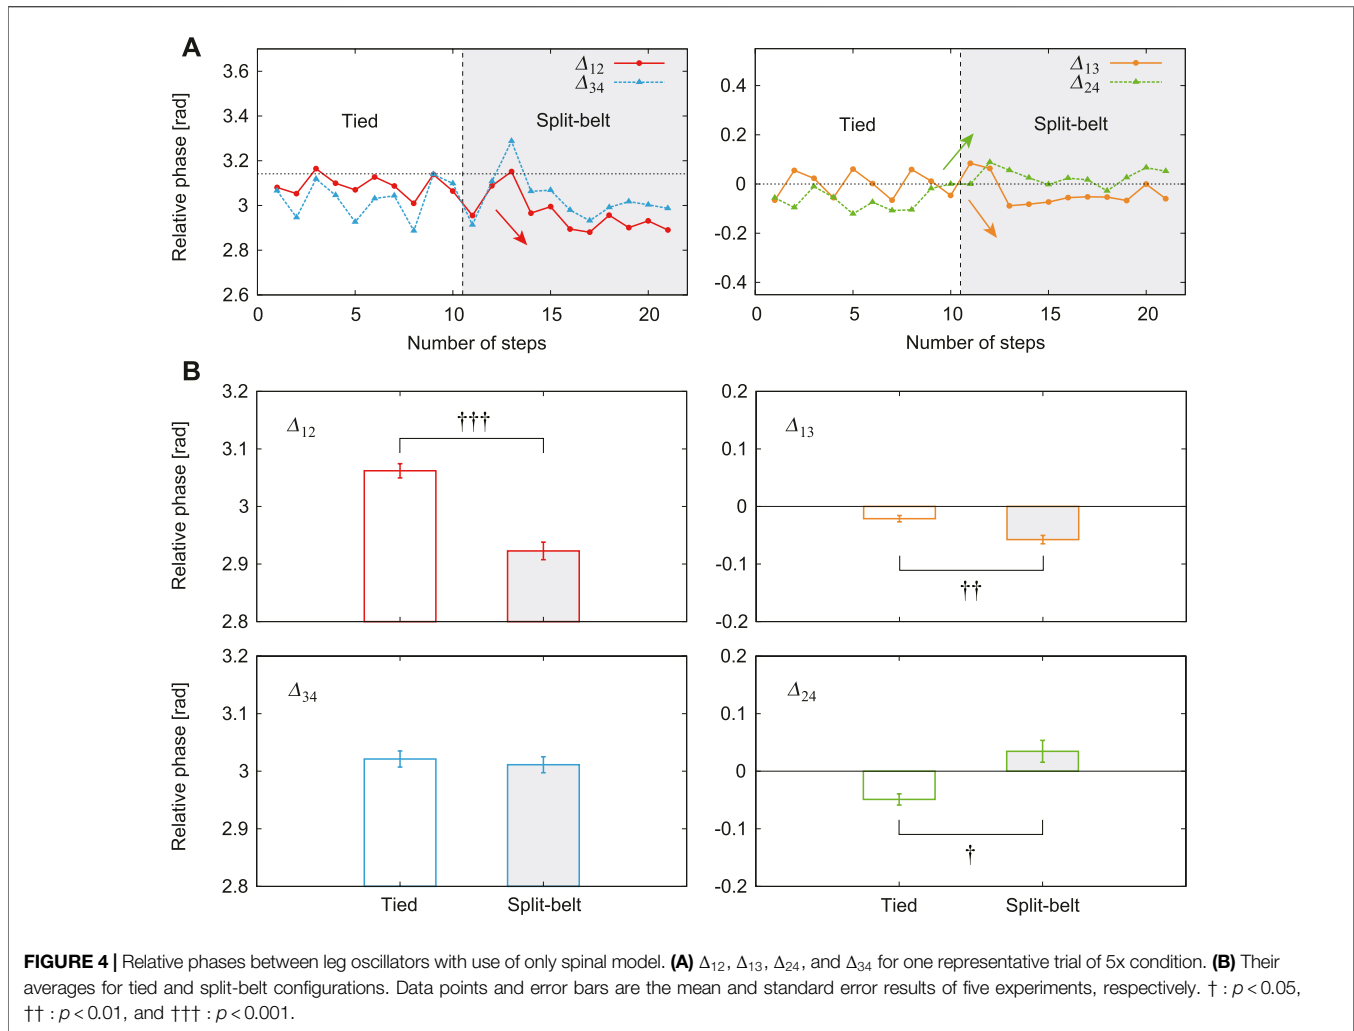 A
Relative phase [rad]
3.6
3.4
3.2
3
2.8
2.6
Δ12
Δ34
Tied
Split-belt
0
5
10
15
20
Number of steps
Relative phase [rad]
0.4
0.2
0
-0.2
-0.4
Δ13
Δ24
Tied
Split-belt
0
5
10
15
20
Number of steps
B
Relative phase [rad]
3.2
3.1
3
2.9
2.8
Δ12
†††
0.2
0.1
0
-0.1
-0.2
Δ13
††
Relative phase [rad]
3.2
3.1
3
2.9
2.8
Δ34
Tied
Split-belt
0.2
0.1
0
-0.1
-0.2
Δ24
†
Tied
Split-belt
FIGURE 4 | Relative phases between leg oscillators with use of only spinal model. (A) Δ12, Δ13, Δ24, and Δ34 for one representative trial of 5x condition. (B) Their
averages for tied and split-belt configurations. Data points and error bars are the mean and standard error results of five experiments, respectively. † : p < 0.05,
†† : p < 0.01, and ††† : p < 0.001.